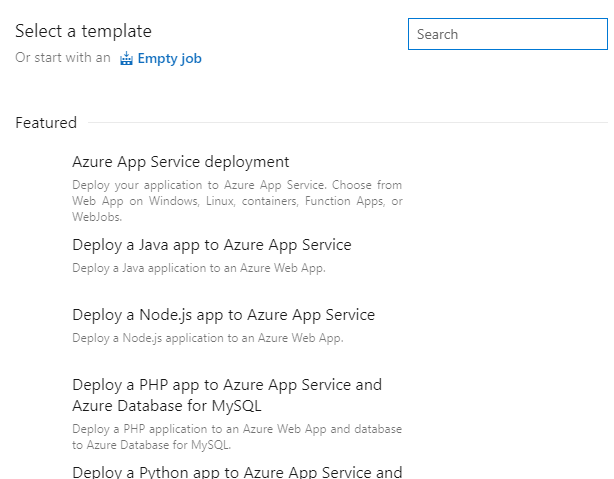 Select a template
Search
Or start with an Empty job
Featured
Azure App Service deployment
Deploy your application to Azure App Service. Choose from
Web App on Windows, Linux, containers, Function Apps, or
WebJobs.
Deploy a Java app to Azure App Service
Deploy a Java application to an Azure Web App.
Deploy a Node.js app to Azure App Service
Deploy a Node.js application to an Azure Web App.
Deploy a PHP app to Azure App Service and
Azure Database for MySQL
Deploy a PHP application to an Azure Web App and database
to Azure Database for MySQL.
Deploy a Python app to Azure App Service and